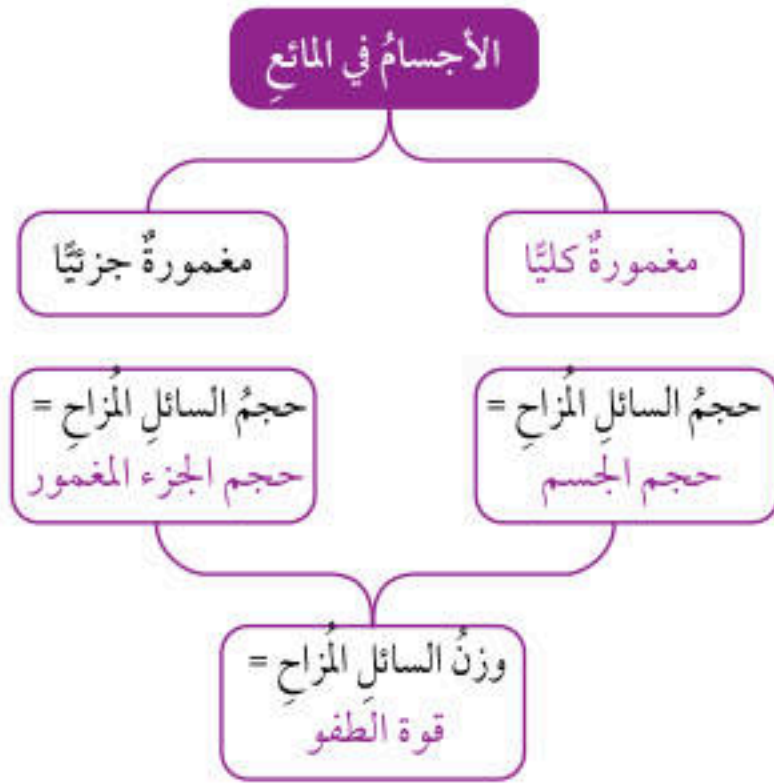 الأجسامُ في المائعِ
مغمورةٌ كليًّا
مغمورةٌ جزئيًّا
حجمُ السائلِ المُزاحِ =
حجم الجسم
حجمُ السائلِ المُزاحِ =
حجم الجزء المغمور
وزنُ السائلِ المُزاحِ =
قوة الطفو